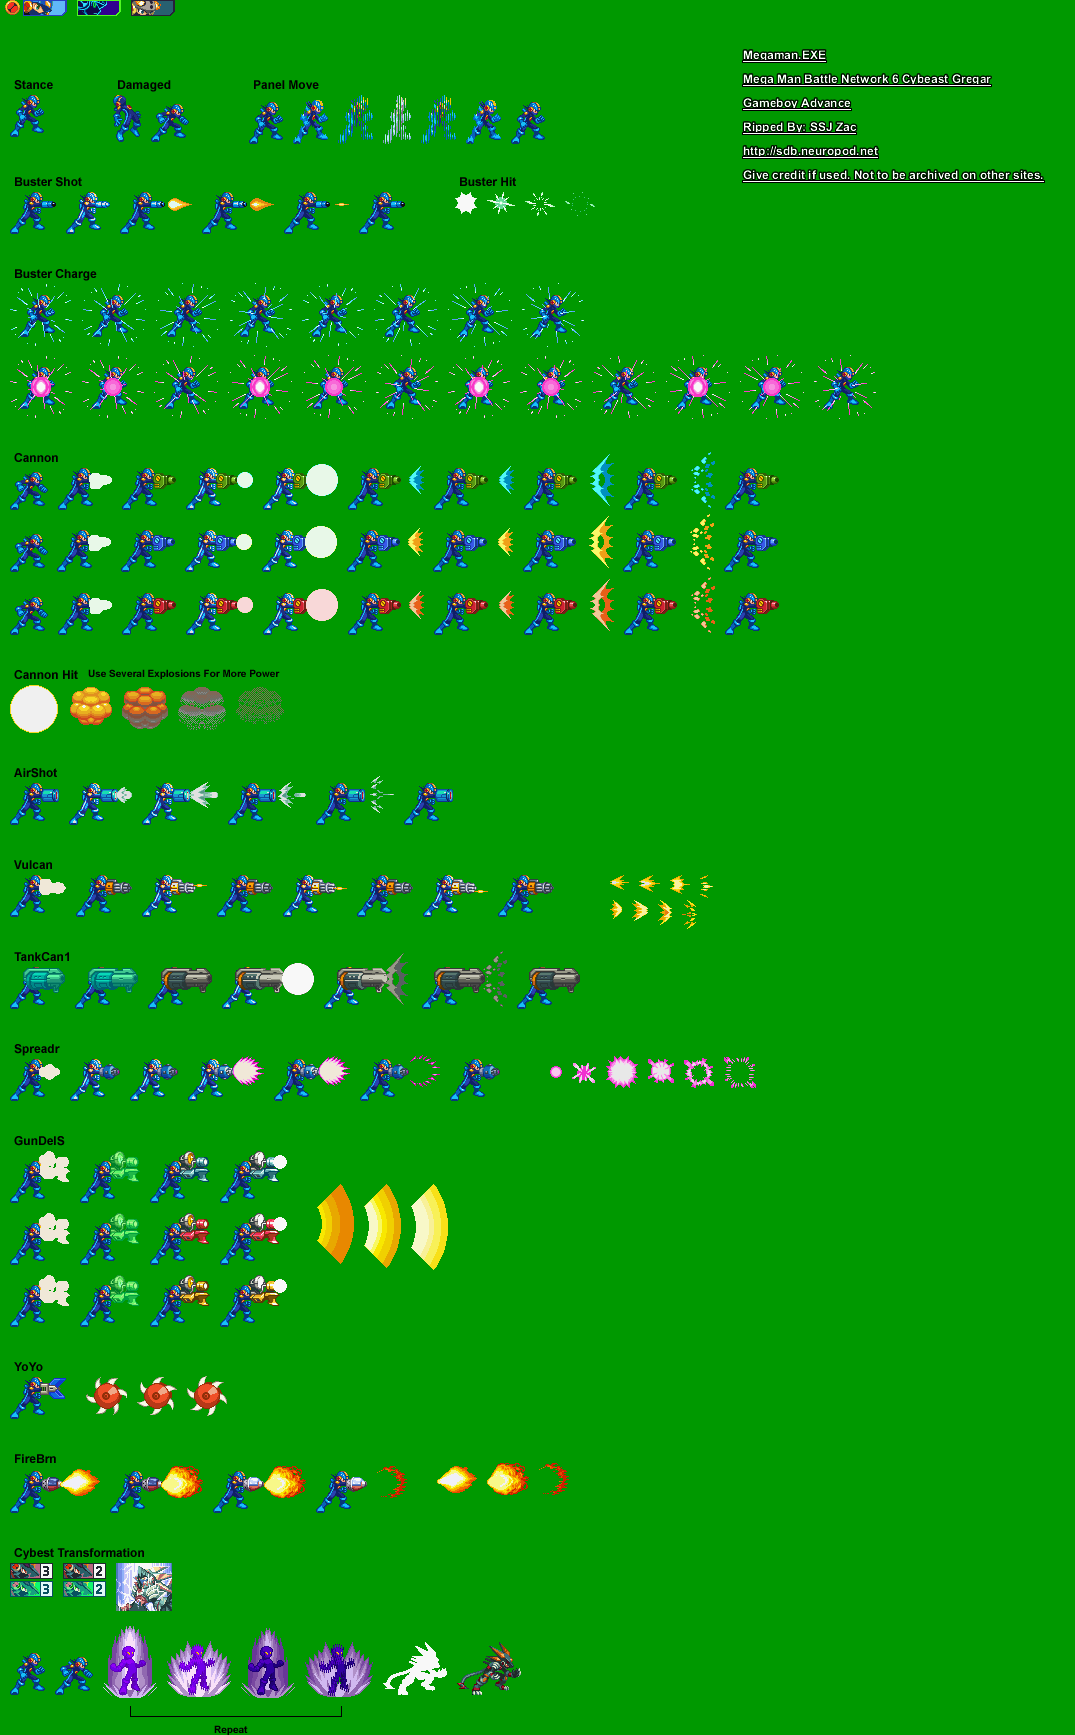 Megaman.EXE
Mega Man Battle Network 6 Cybeast Gregar
Gameboy Advance
Ripped By: SSJ Zac
http://sdb.neuropod.net
Give credit if used. Not to be archived on other sites.
Stance
Damaged
Panel Move
Buster Shot
Buster Hit
Buster Charge
Cannon
Cannon Hit
Use Several Explosions For More Power
AirShot
Vulcan
TankCan1
Spreadr
GunDelS
YoYo
FireBrn
Cybest Transformation
3
2
3
2
Repeat